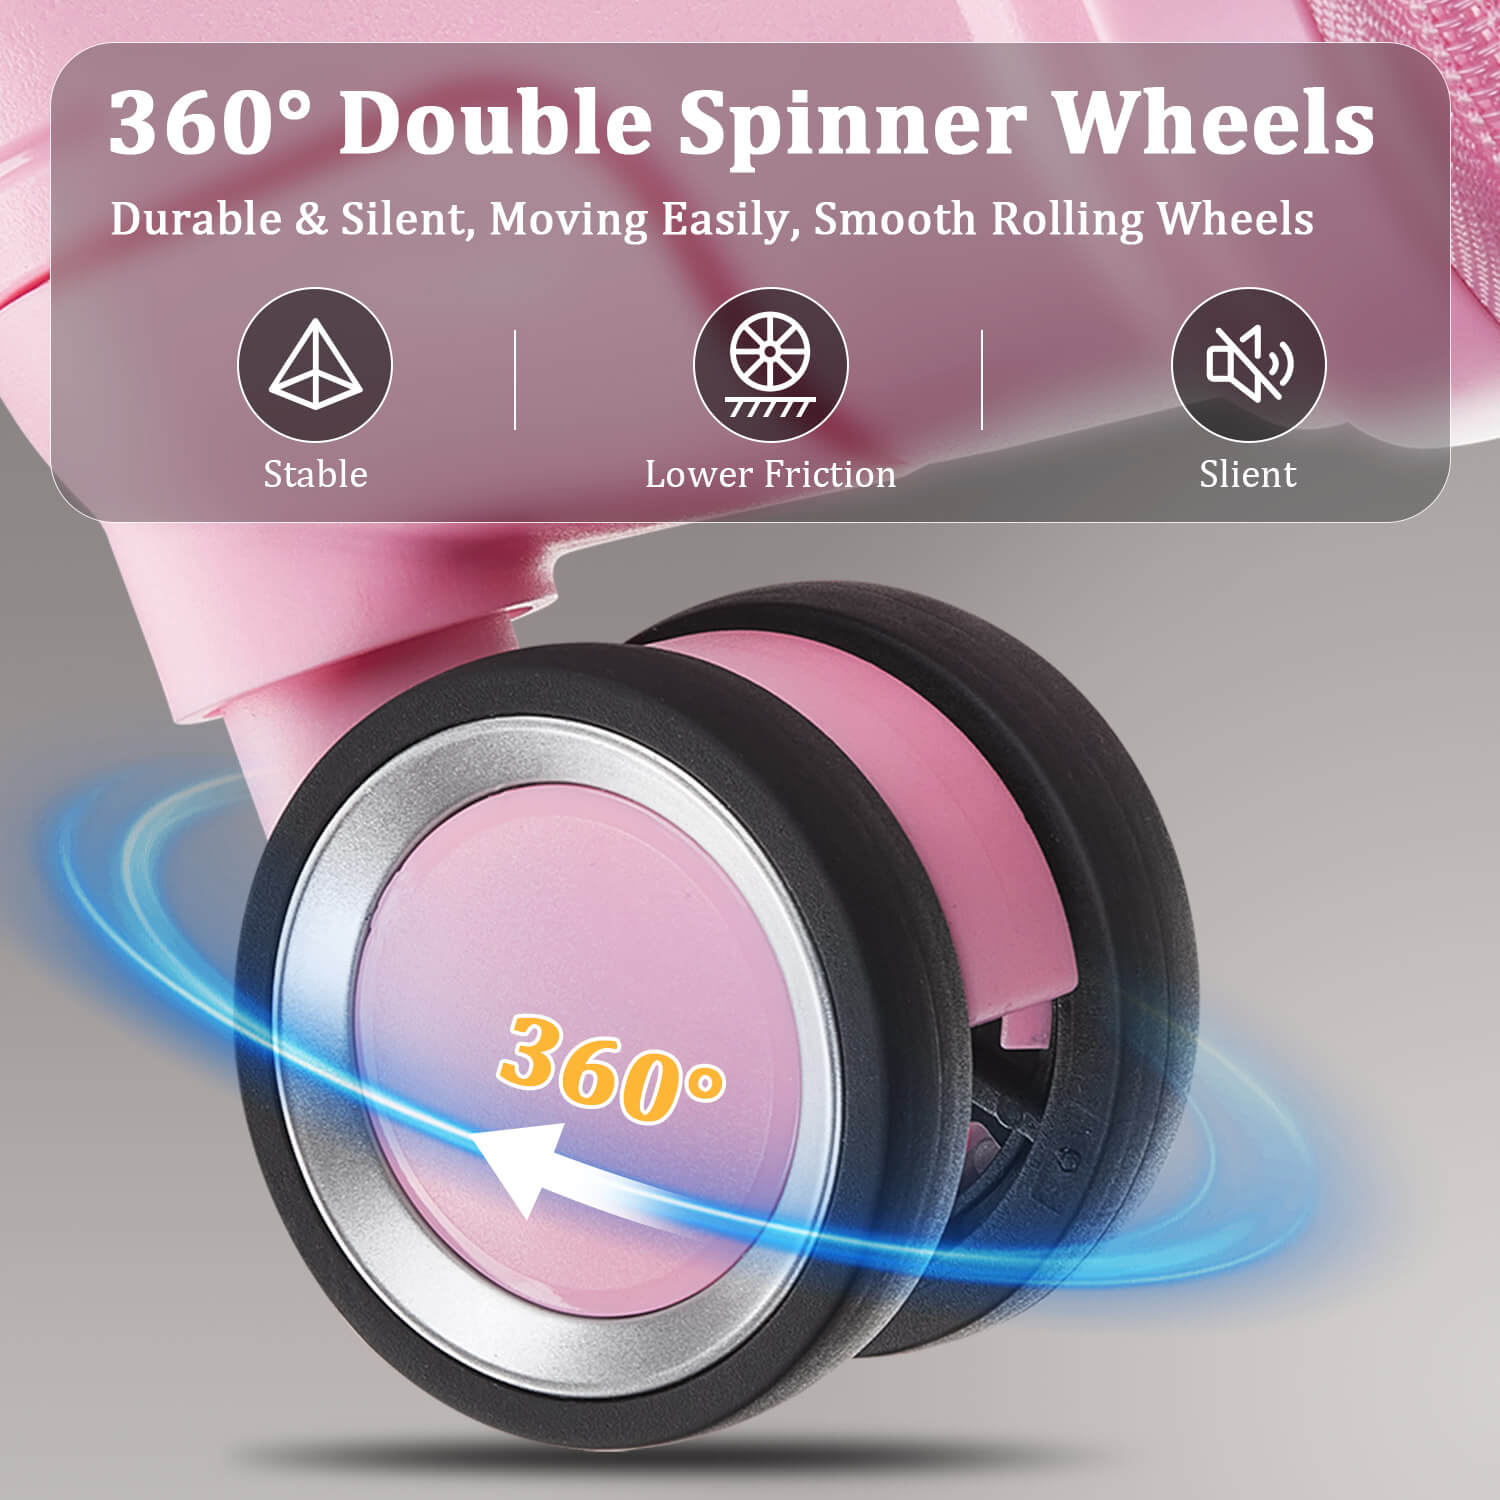 360° Double Spinner Wheels
Durable & Silent, Moving Easily, Smooth Rolling Wheels
Stable
Lower Friction
Slient
360°